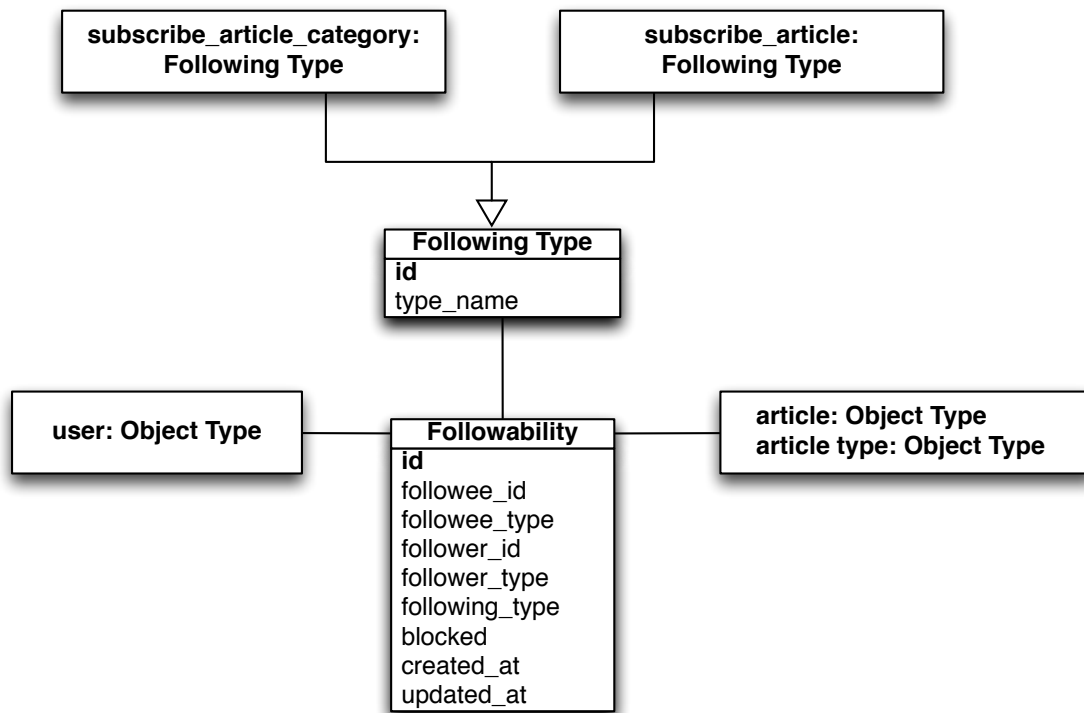 subscribe_article_category:
Following Type
subscribe_article:
Following Type
Following Type
id
type_name
user: Object Type
Followability
id
followee_id
followee_type
follower_id
follower_type
following_type
blocked
created_at
updated_at
article: Object Type
article type: Object Type